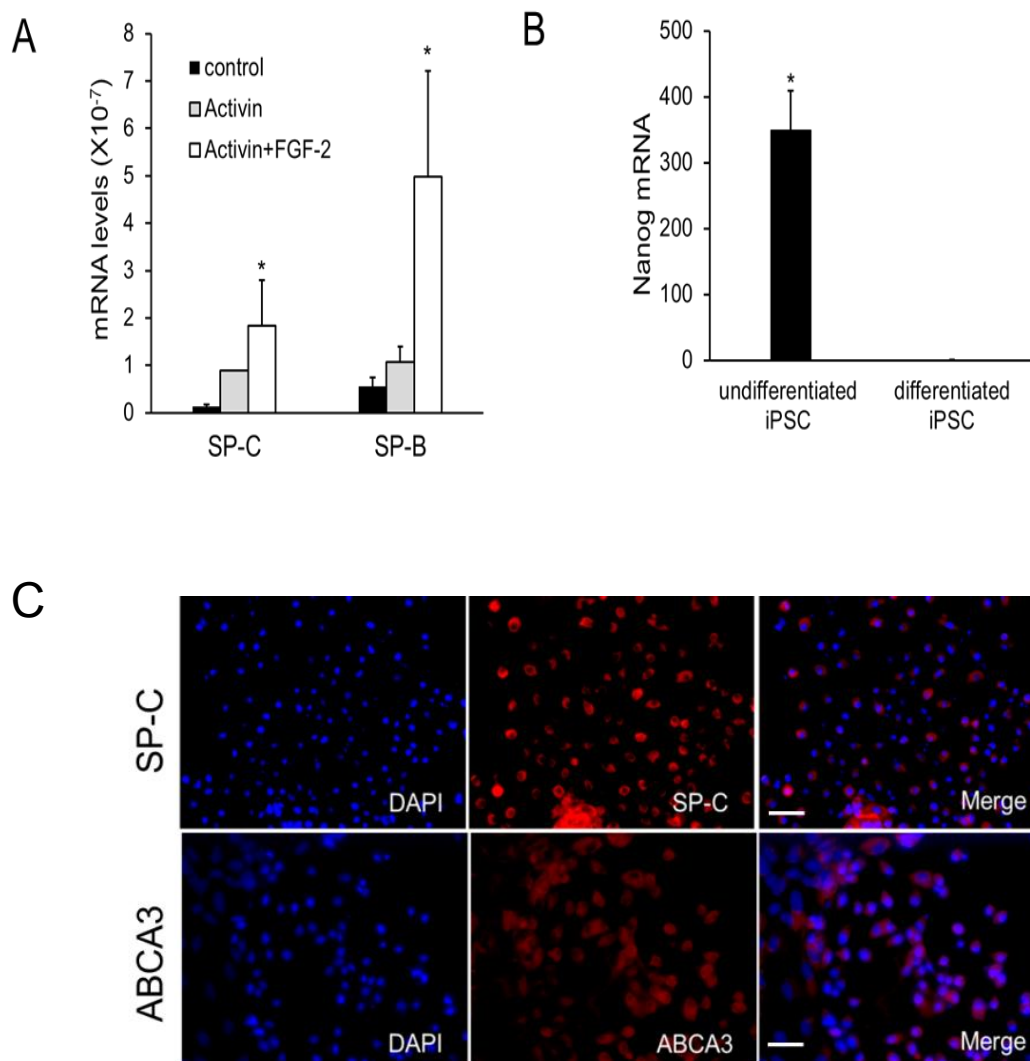 A
mRNA levels (X10⁻⁷)
8
7
6
5
4
3
2
1
0
control
Activin
Activin+FGF-2
*
*
SP-C SP-B
B
Nanog mRNA
500
400
300
200
100
0
*
undifferentiated iPSC
differentiated iPSC
C
SP-C
DAPI SP-C Merge
ABCA3
DAPI ABCA3 Merge